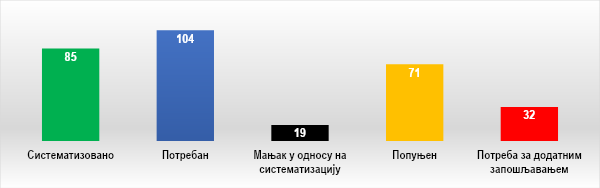 85
104
19
71
32
Систематизовано
Потребан
Мањак у односу на
систематизацију
Попуњен
Потреба за додатним
запошљавањем